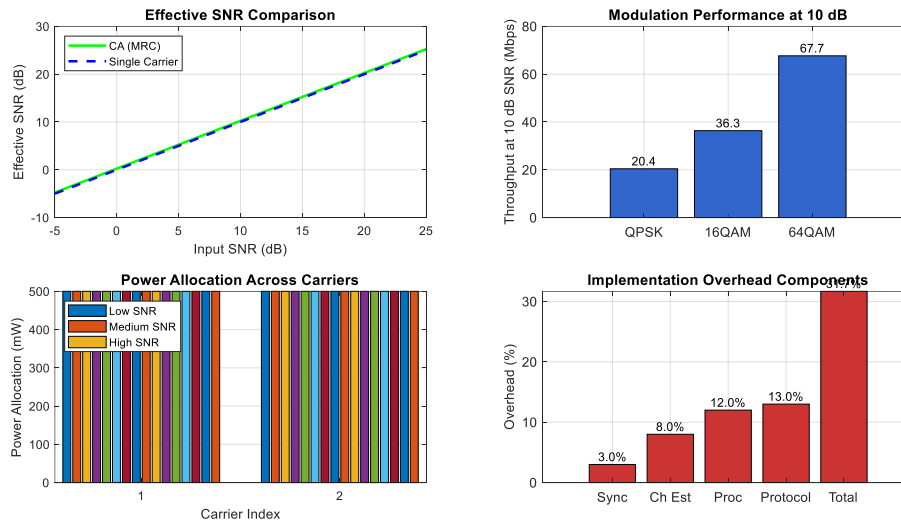 Effective SNR Comparison
Effective SNR (dB)
30
20
10
0
-10
CA (MRC)
Single Carrier
-5
0
5
10
15
20
25
Input SNR (dB)
Modulation Performance at 10 dB
Throughput at 10 dB SNR (Mbps)
80
60
40
20
0
20.4
36.3
67.7
QPSK
16QAM
64QAM
Power Allocation Across Carriers
Power Allocation (mW)
500
400
300
200
100
0
Low SNR
Medium SNR
High SNR
1
2
Carrier Index
Implementation Overhead Components
Overhead (%)
30
20
10
0
3.0%
8.0%
12.0%
13.0%
31.7%
Sync
Ch Est
Proc
Protocol
Total